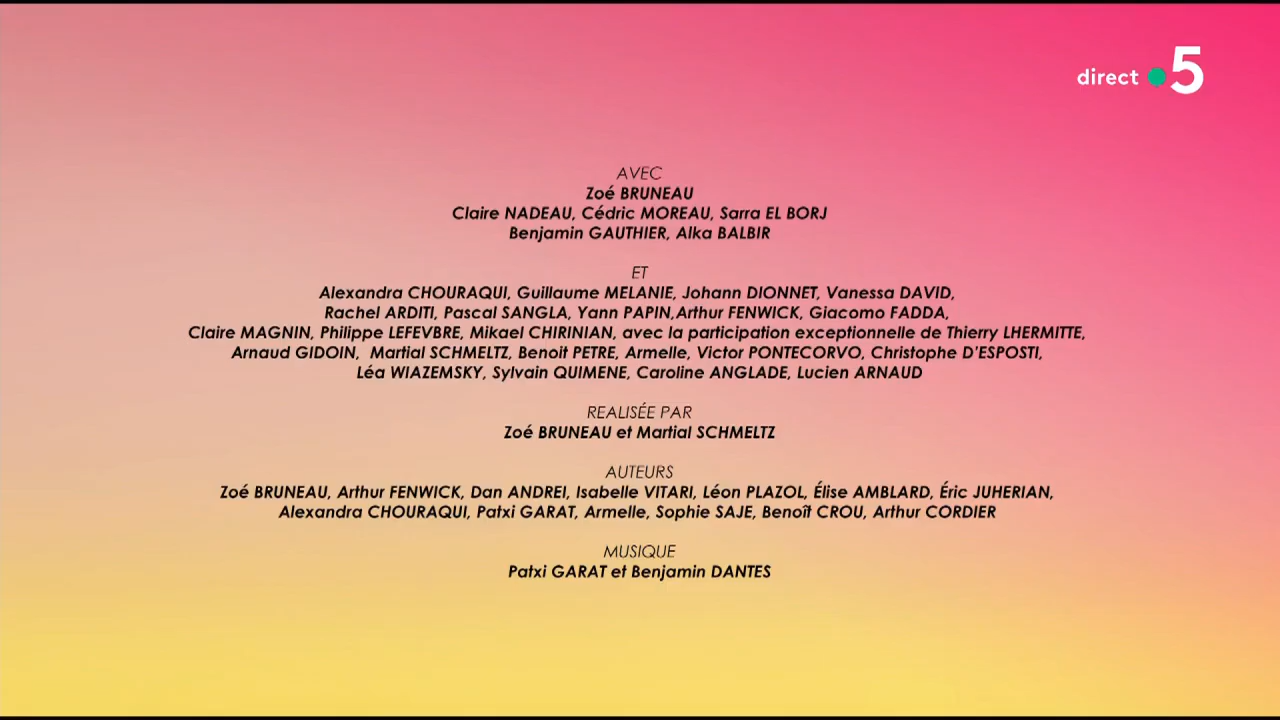 direct 5
AVEC
Zoé BRUNEAU
Claire NADEAU, Cédric MOREAU, Sarra EL BORJ
Benjamin GAUTHIER, Alka BALBIR
ET
Alexandra CHOURAQUI, Guillaume MELANIE, Johann DIONNET, Vanessa DAVID,
Rachel ARDITI, Pascal SANGLA, Yann PAPIN,Arthur FENWICK, Giacomo FADDA,
Claire MAGNIN, Philippe LEFEVBRE, Mikael CHIRINIAN, avec la participation exceptionnelle de Thierry LHERMITTE,
Arnaud GIDOIN,  Martial SCHMELTZ, Benoit PETRE, Armelle, Victor PONTECORVO, Christophe D'ESPOSTI,
Léa WIAZEMSKY, Sylvain QUIMENE, Caroline ANGLADE, Lucien ARNAUD
REALISÉE PAR
Zoé BRUNEAU et Martial SCHMELTZ
AUTEURS
Zoé BRUNEAU, Arthur FENWICK, Dan ANDREI, Isabelle VITARI, Léon PLAZOL, Élise AMBLARD, Éric JUHERIAN,
Alexandra CHOURAQUI, Patxi GARAT, Armelle, Sophie SAJE, Benoît CROU, Arthur CORDIER
MUSIQUE
Patxi GARAT et Benjamin DANTES